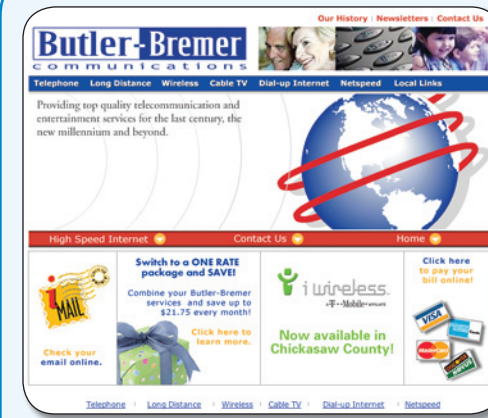 Our History | Newsletters | Contact Us
Butler-Bremer
communications
Telephone Long Distance Wireless Cable TV Dial-up Internet Netspeed Local Links
Providing top quality telecommunication and
entertainment services for the last century, the
new millennium and beyond.
High Speed Internet Contact Us Home
i MAIL
Check your
email online.
Switch to a ONE RATE
package and SAVE!
Combine your Butler-Bremer
services and save up to
$21.75 every month!
Click here to
learn more.
i wireless
A T-Mobile AFFILIATE
Now available in
Chickasaw County!
Click here
to pay your
bill online!
VISA
MasterCard
Telephone | Long Distance | Wireless | Cable TV | Dial-up Internet | Netspeed